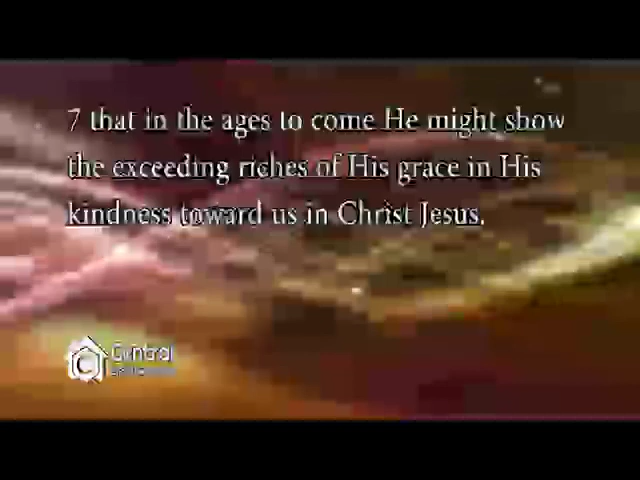 7 that in the ages to come He might show
the exceeding riches of His grace in His
kindness toward us in Christ Jesus.
C Central